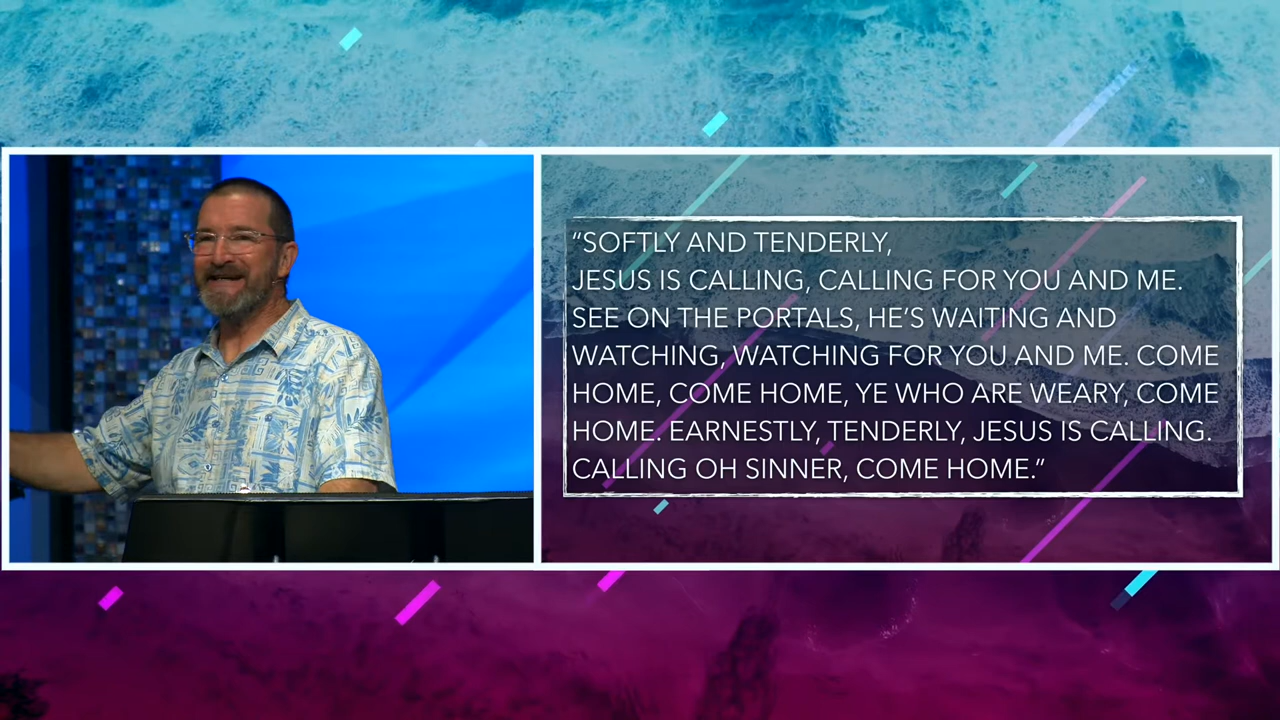 “SOFTLY AND TENDERLY,
JESUS IS CALLING, CALLING FOR YOU AND ME.
SEE ON THE PORTALS, HE’S WAITING AND
WATCHING, WATCHING FOR YOU AND ME. COME
HOME, COME HOME, YE WHO ARE WEARY, COME
HOME. EARNESTLY, TENDERLY, JESUS IS CALLING.
CALLING OH SINNER, COME HOME.”